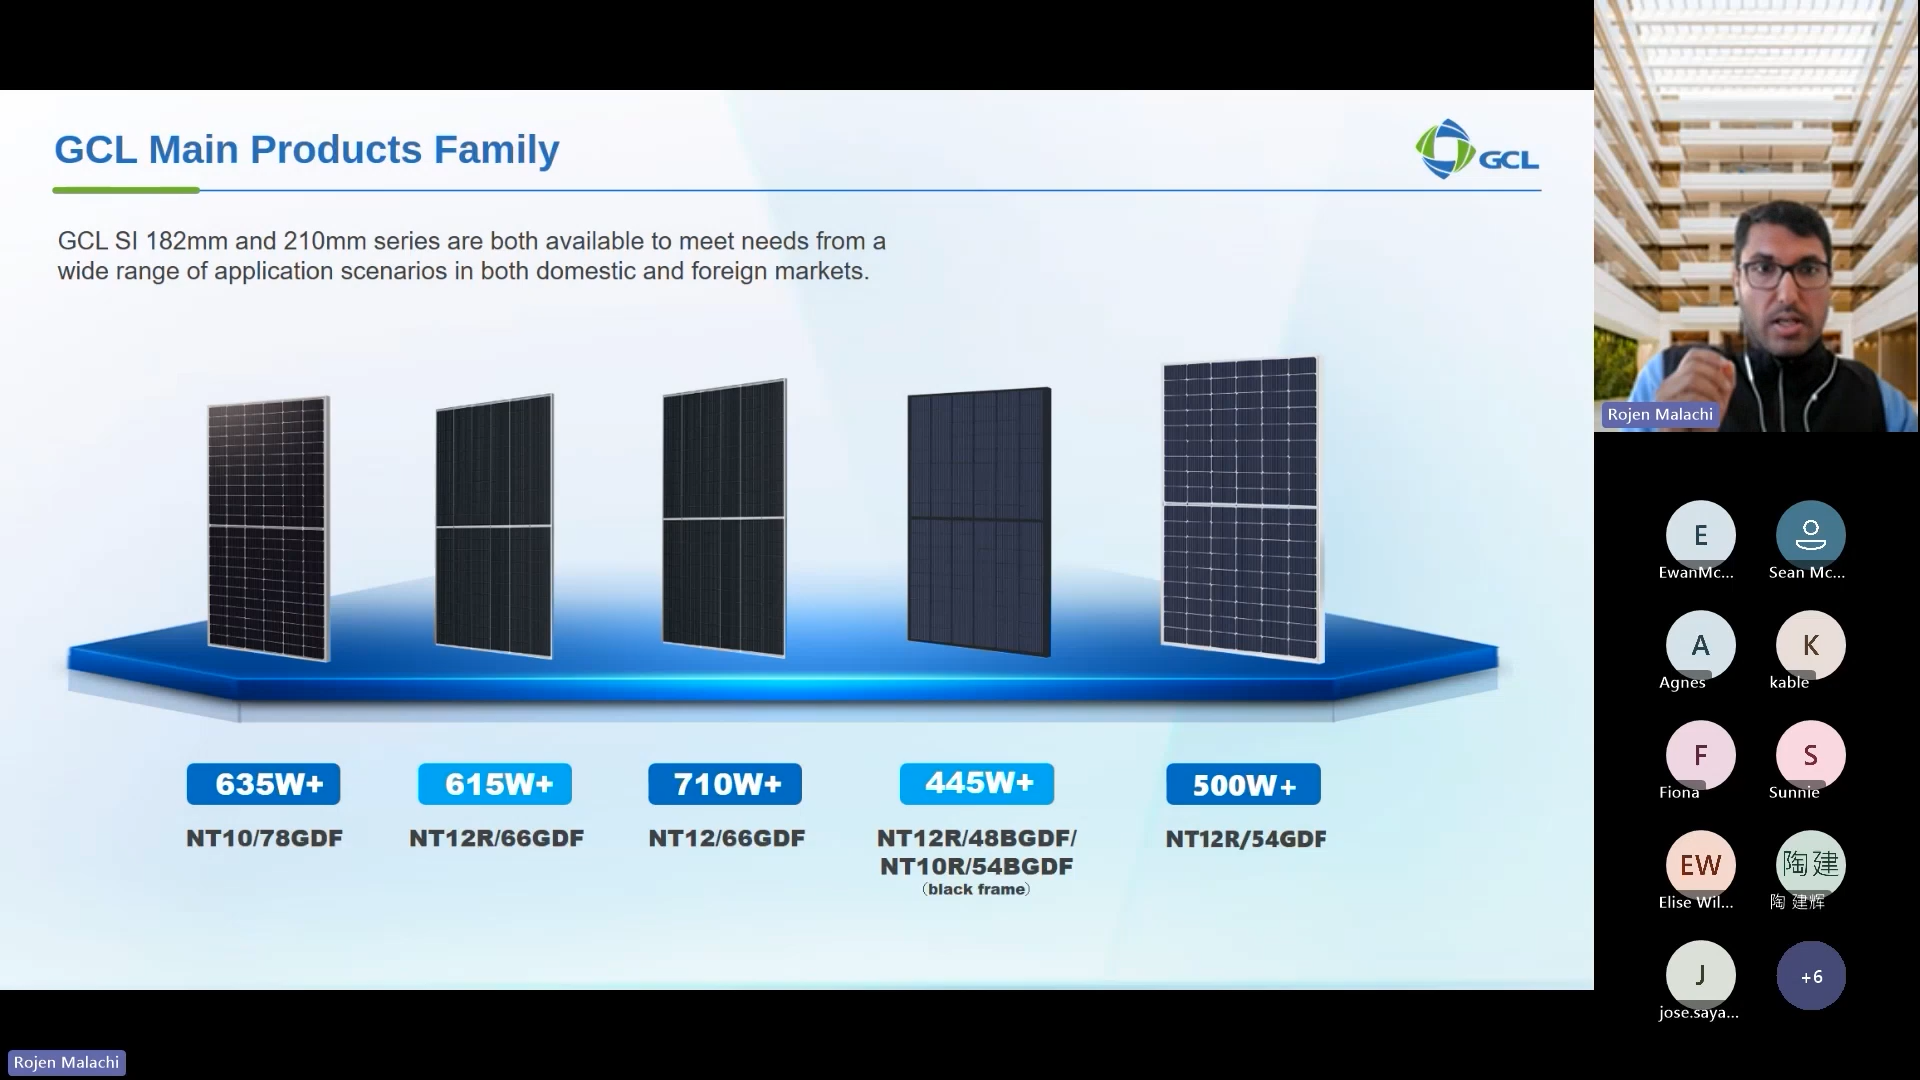 GCL Main Products Family
GCL
GCL SI 182mm and 210mm series are both available to meet needs from a
wide range of application scenarios in both domestic and foreign markets.
635W+
615W+
710W+
445W+
500W+
NT10/78GDF
NT12R/66GDF
NT12/66GDF
NT12R/48BGDF/
NT10R/54BGDF
（black frame）
NT12R/54GDF
Rojen Malachi
E
EwanMc...
Sean Mc...
A
Agnes
K
kable
F
Fiona
S
Sunnie
EW
Elise Wil...
陶 建
陶 建辉
J
jose.saya...
+6
Rojen Malachi